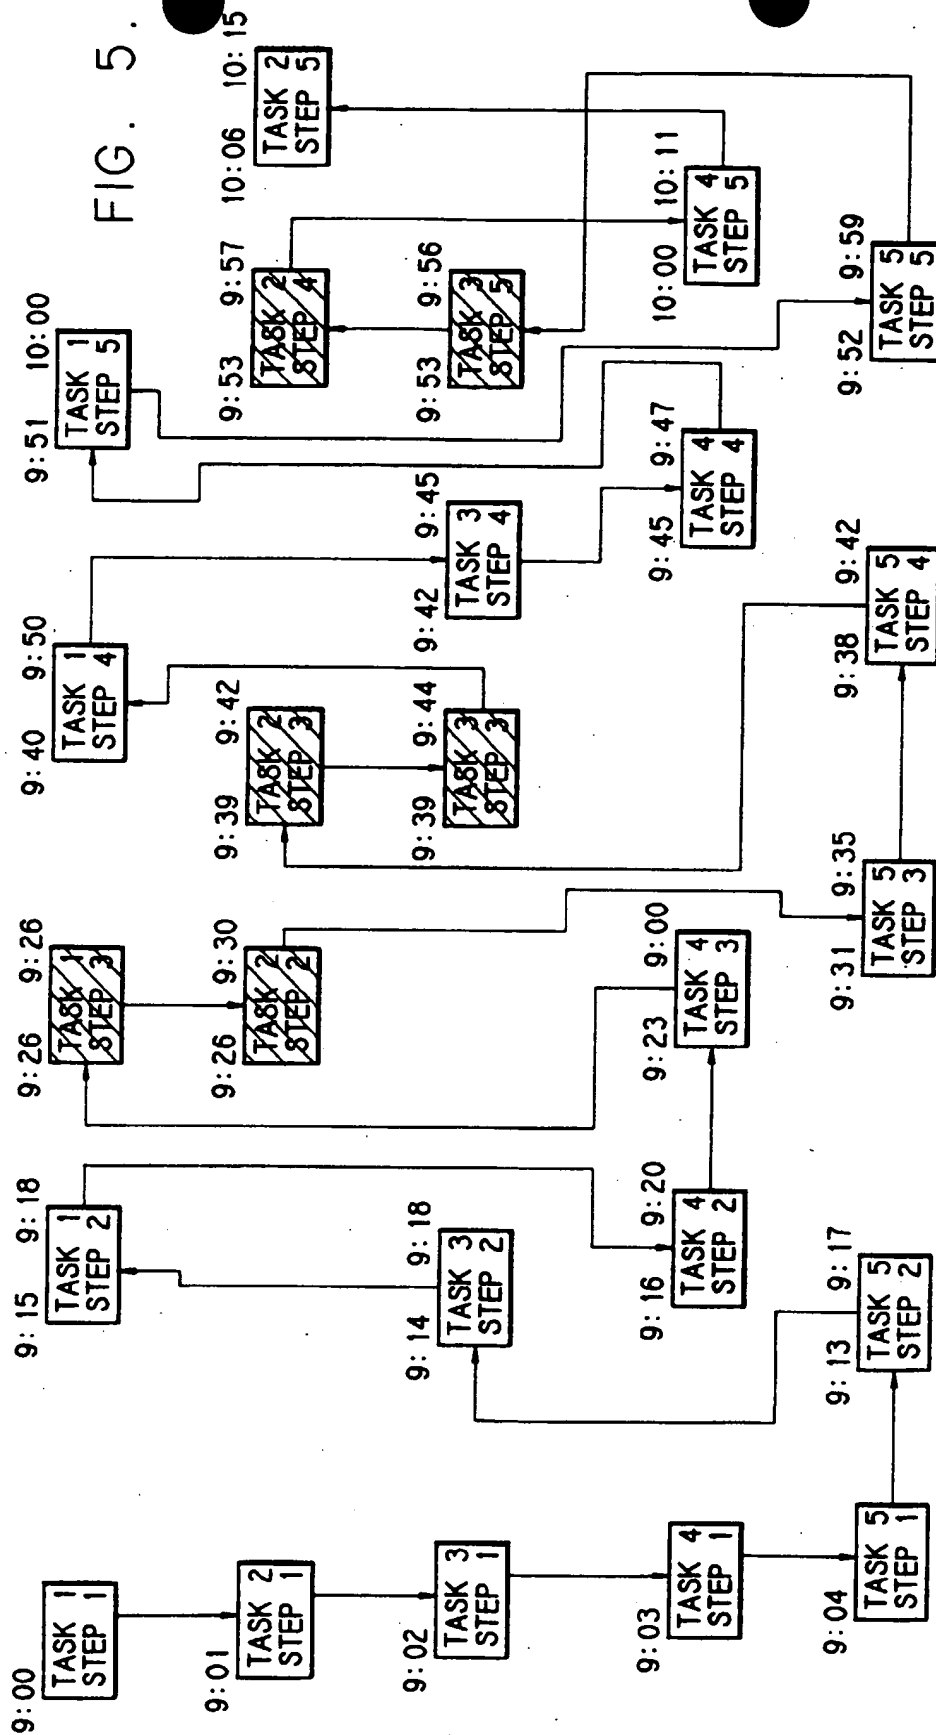 FIG. 5.
9:00
TASK 1
STEP 1
9:01
TASK 2
STEP 1
9:02
TASK 3
STEP 1
9:03
TASK 4
STEP 1
9:04
TASK 5
STEP 1
9:13 9:17
TASK 5
STEP 2
9:14 9:18
TASK 3
STEP 2
9:15 9:18
TASK 1
STEP 2
9:16 9:20
TASK 4
STEP 2
9:23 9:00
TASK 4
STEP 3
9:26 9:26
TASK 1
STEP 3
9:26 9:30
TASK 2
STEP 2
9:31 9:35
TASK 5
STEP 3
9:38 9:42
TASK 5
STEP 4
9:39 9:42
TASK 2
STEP 3
9:39 9:44
TASK 3
STEP 3
9:40 9:50
TASK 1
STEP 4
9:42 9:45
TASK 3
STEP 4
9:45 9:47
TASK 4
STEP 4
9:51 10:00
TASK 1
STEP 5
9:52 9:59
TASK 5
STEP 5
9:53 9:56
TASK 3
STEP 5
9:53 9:57
TASK 2
STEP 4
10:00 10:11
TASK 4
STEP 5
10:06 10:15
TASK 2
STEP 5